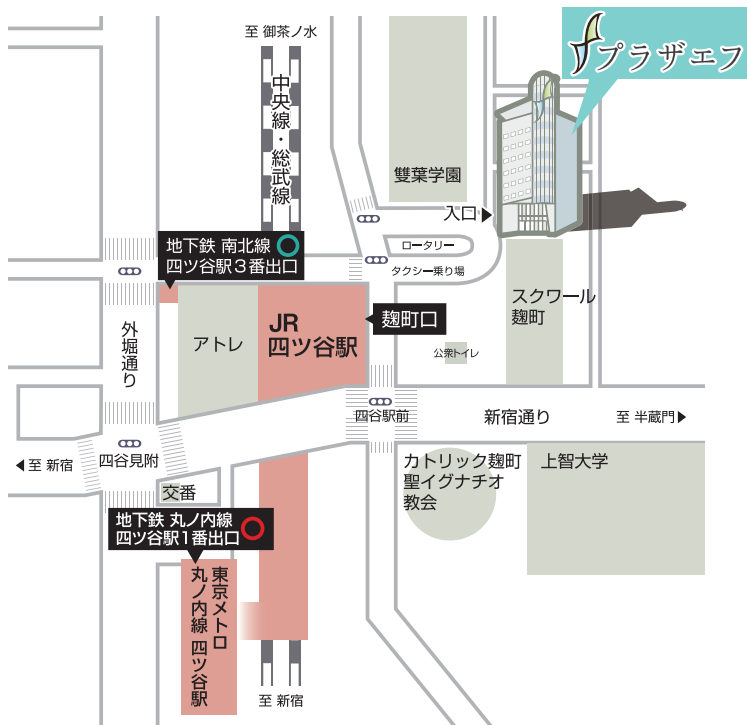 至 御茶ノ水
プラザエフ
中央線・総武線
雙葉学園
入口
ロータリー
タクシー乗り場
地下鉄 南北線
四ツ谷駅3番出口
外堀通り
アトレ
JR
四ツ谷駅
麹町口
スクワール
麹町
公衆トイレ
四谷駅前
新宿通り
至 半蔵門
至 新宿
四谷見附
カトリック麹町
聖イグナチオ
教会
上智大学
交番
地下鉄 丸ノ内線
四ツ谷駅1番出口
東京メトロ
丸ノ内線 四ツ谷駅
至 新宿